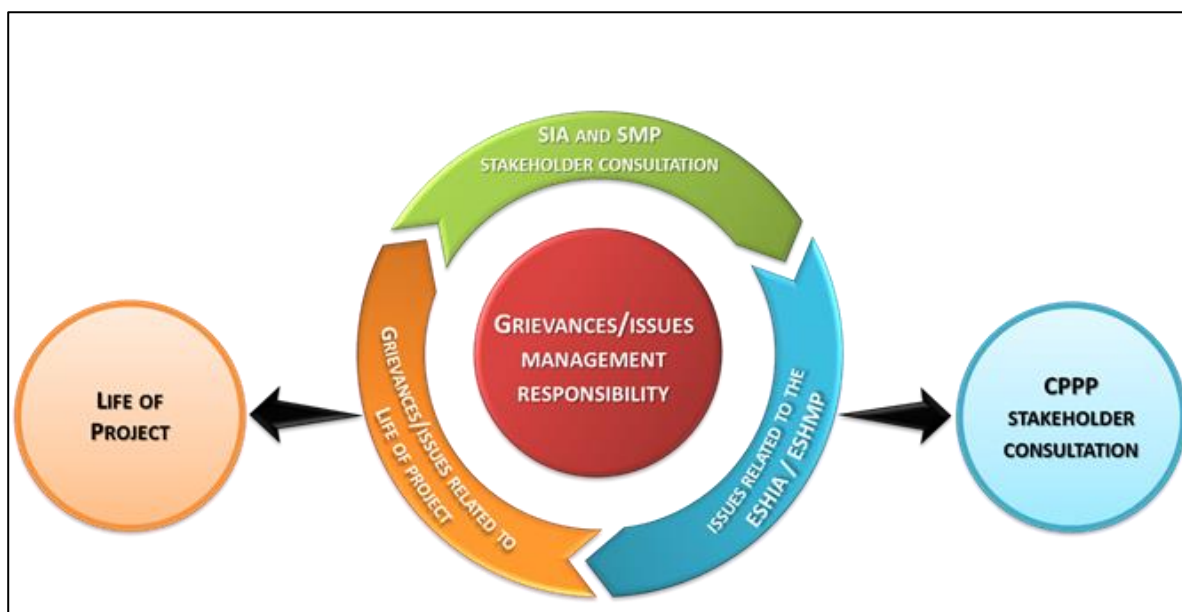 SIA AND SMP
STAKEHOLDER CONSULTATION
GRIEVANCES/ISSUES
MANAGEMENT
RESPONSIBILITY
GRIEVANCES/ISSUES RELATED TO
LIFE OF PROJECT
ISSUES RELATED TO THE
ESHIA / ESHMP
LIFE OF
PROJECT
CPPP
STAKEHOLDER
CONSULTATION